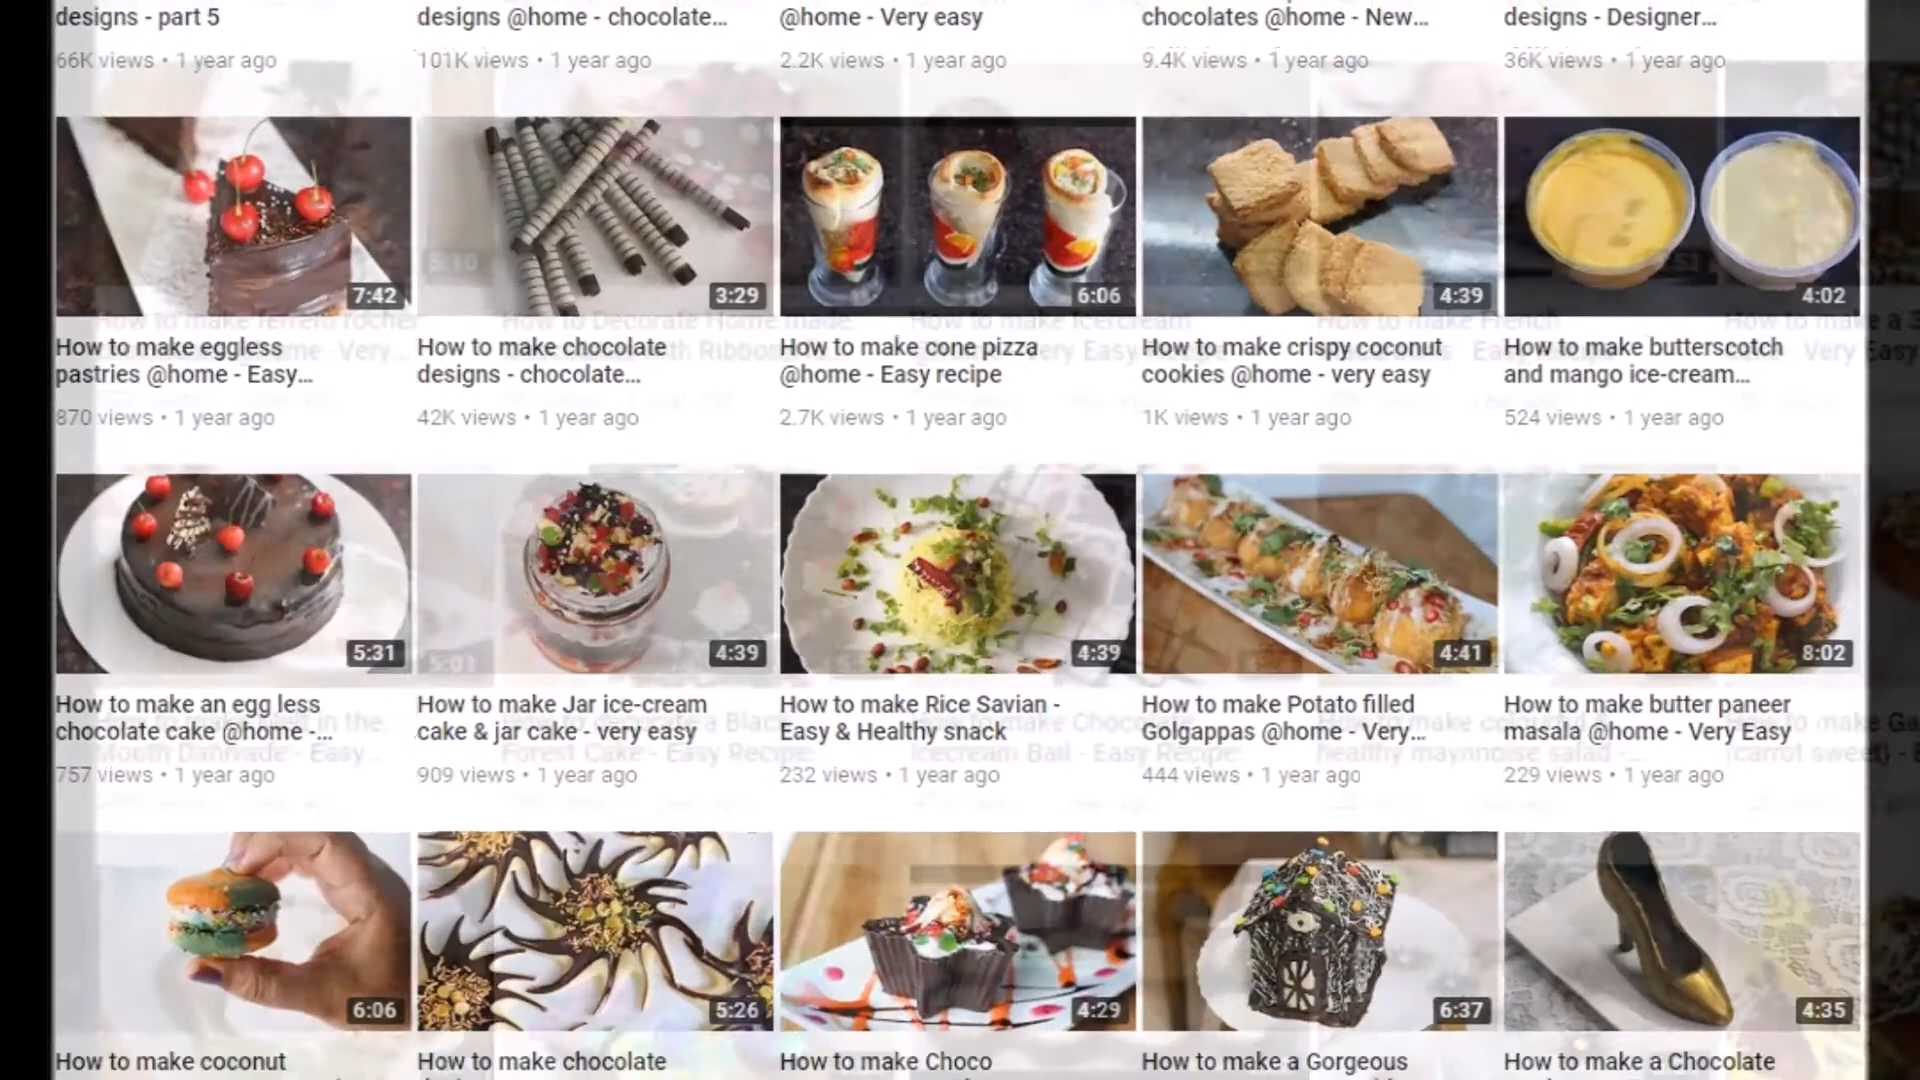 designs - part 5
66K views • 1 year ago
designs @home - chocolate...
101K views • 1 year ago
@home - Very easy
2.2K views • 1 year ago
chocolates @home - New...
9.4K views • 1 year ago
designs - Designer...
36K views • 1 year ago
7:42
How to make eggless
pastries @home - Easy...
870 views • 1 year ago
3:29
How to make chocolate
designs - chocolate...
42K views • 1 year ago
6:06
How to make cone pizza
@home - Easy recipe
2.7K views • 1 year ago
4:39
How to make crispy coconut
cookies @home - very easy
1K views • 1 year ago
4:02
How to make butterscotch
and mango ice-cream...
524 views • 1 year ago
5:31
How to make an egg less
chocolate cake @home -...
757 views • 1 year ago
4:39
How to make Jar ice-cream
cake & jar cake - very easy
909 views • 1 year ago
4:39
How to make Rice Savian -
Easy & Healthy snack
232 views • 1 year ago
4:41
How to make Potato filled
Golgappas @home - Very...
444 views • 1 year ago
8:02
How to make butter paneer
masala @home - Very Easy
229 views • 1 year ago
6:06
How to make coconut
5:26
How to make chocolate
4:29
How to make Choco
6:37
How to make a Gorgeous
4:35
How to make a Chocolate